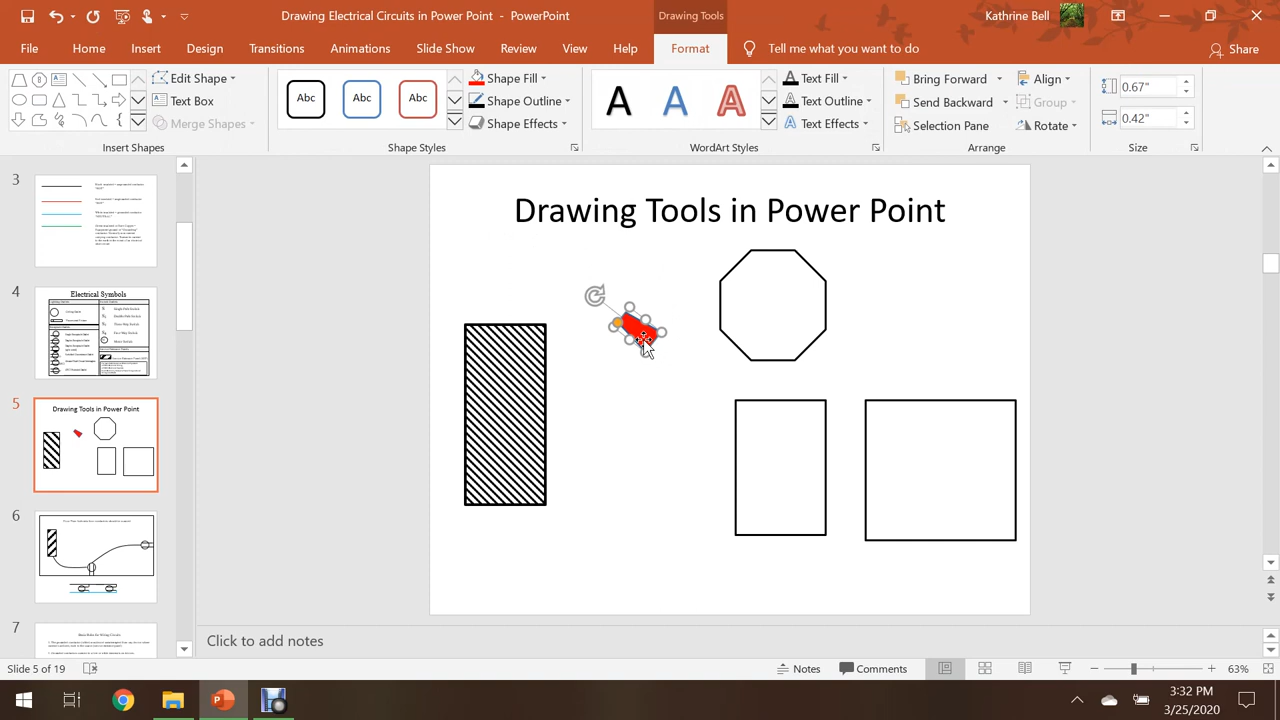 Drawing Electrical Circuits in Power Point - PowerPoint
Drawing Tools
Kathrine Bell
File Home Insert Design Transitions Animations Slide Show Review View Help Format Tell me what you want to do Share
Edit Shape
Text Box
Merge Shapes
Insert Shapes
Abc Abc Abc
Shape Fill
Shape Outline
Shape Effects
Shape Styles
A A A
Text Fill
Text Outline
Text Effects
WordArt Styles
Bring Forward
Send Backward
Selection Pane
Align
Group
Rotate
Arrange
0.67"
0.42"
Size
3
4
Electrical Symbols
5
Drawing Tools in Power Point
6
7
Drawing Tools in Power Point
Click to add notes
Slide 5 of 19
Notes
Comments
63%
3:32 PM
3/25/2020